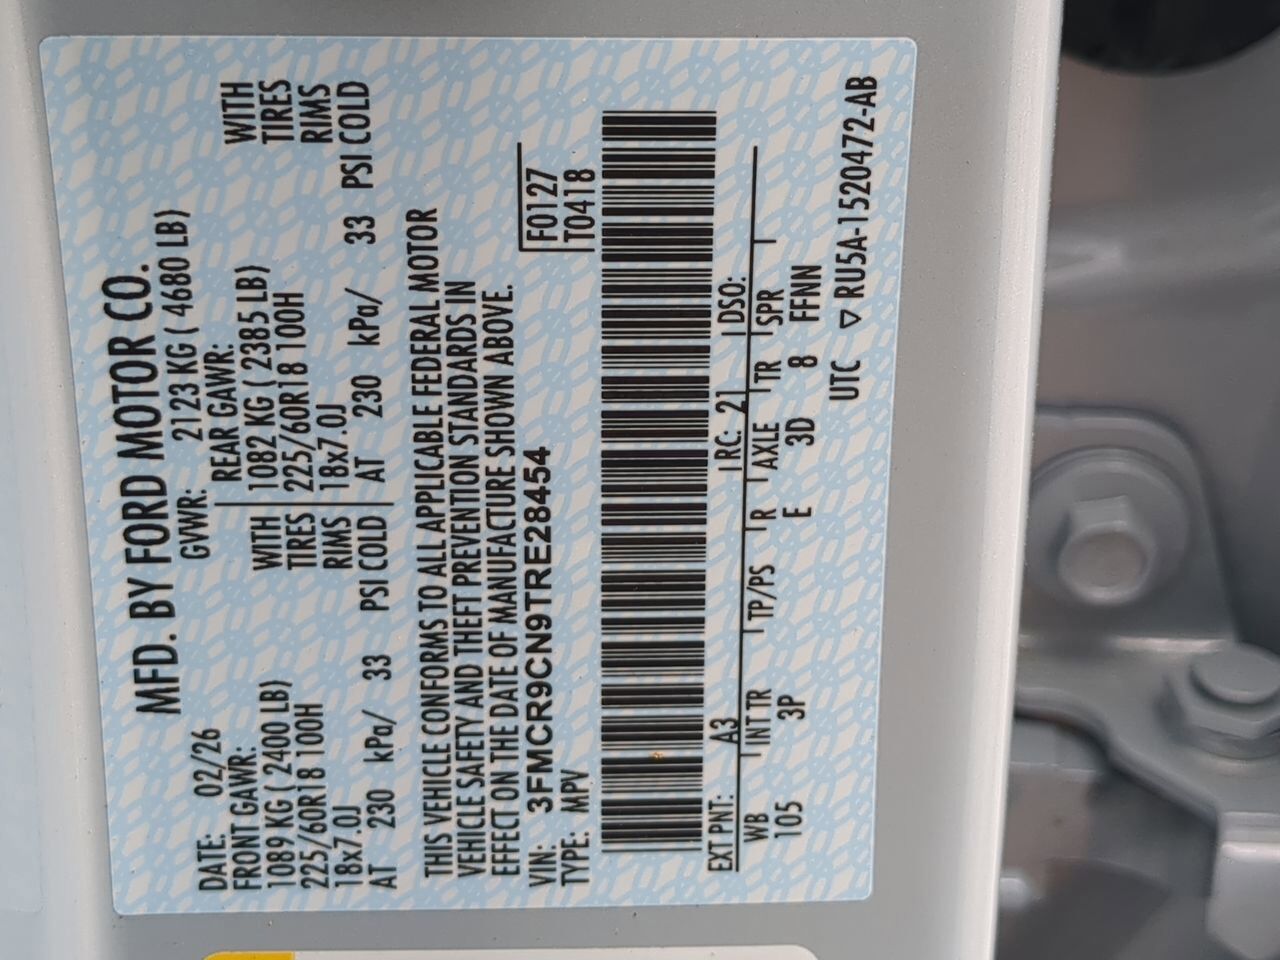 MFD. BY FORD MOTOR CO.
DATE: 02/26 GVWR: 2123 KG ( 4680 LB)
FRONT GAWR: REAR GAWR:
1089 KG ( 2400 LB) WITH 1082 KG ( 2385 LB) WITH
225/60R18 100H TIRES 225/60R18 100H TIRES
18x7.0J RIMS 18x7.0J RIMS
AT 230 kPa/ 33 PSI COLD AT 230 kPa/ 33 PSI COLD
THIS VEHICLE CONFORMS TO ALL APPLICABLE FEDERAL MOTOR
VEHICLE SAFETY AND THEFT PREVENTION STANDARDS IN
EFFECT ON THE DATE OF MANUFACTURE SHOWN ABOVE.
VIN: 3FMCR9CN9TRE28454 F0127
TYPE: MPV T0418
EXT PNT: A3 RC: 21 DSO:
WB INT TR TP/PS R AXLE TR SPR
105 3P E 3D 8 FFNN
UTC ▽ RU5A-1520472-AB